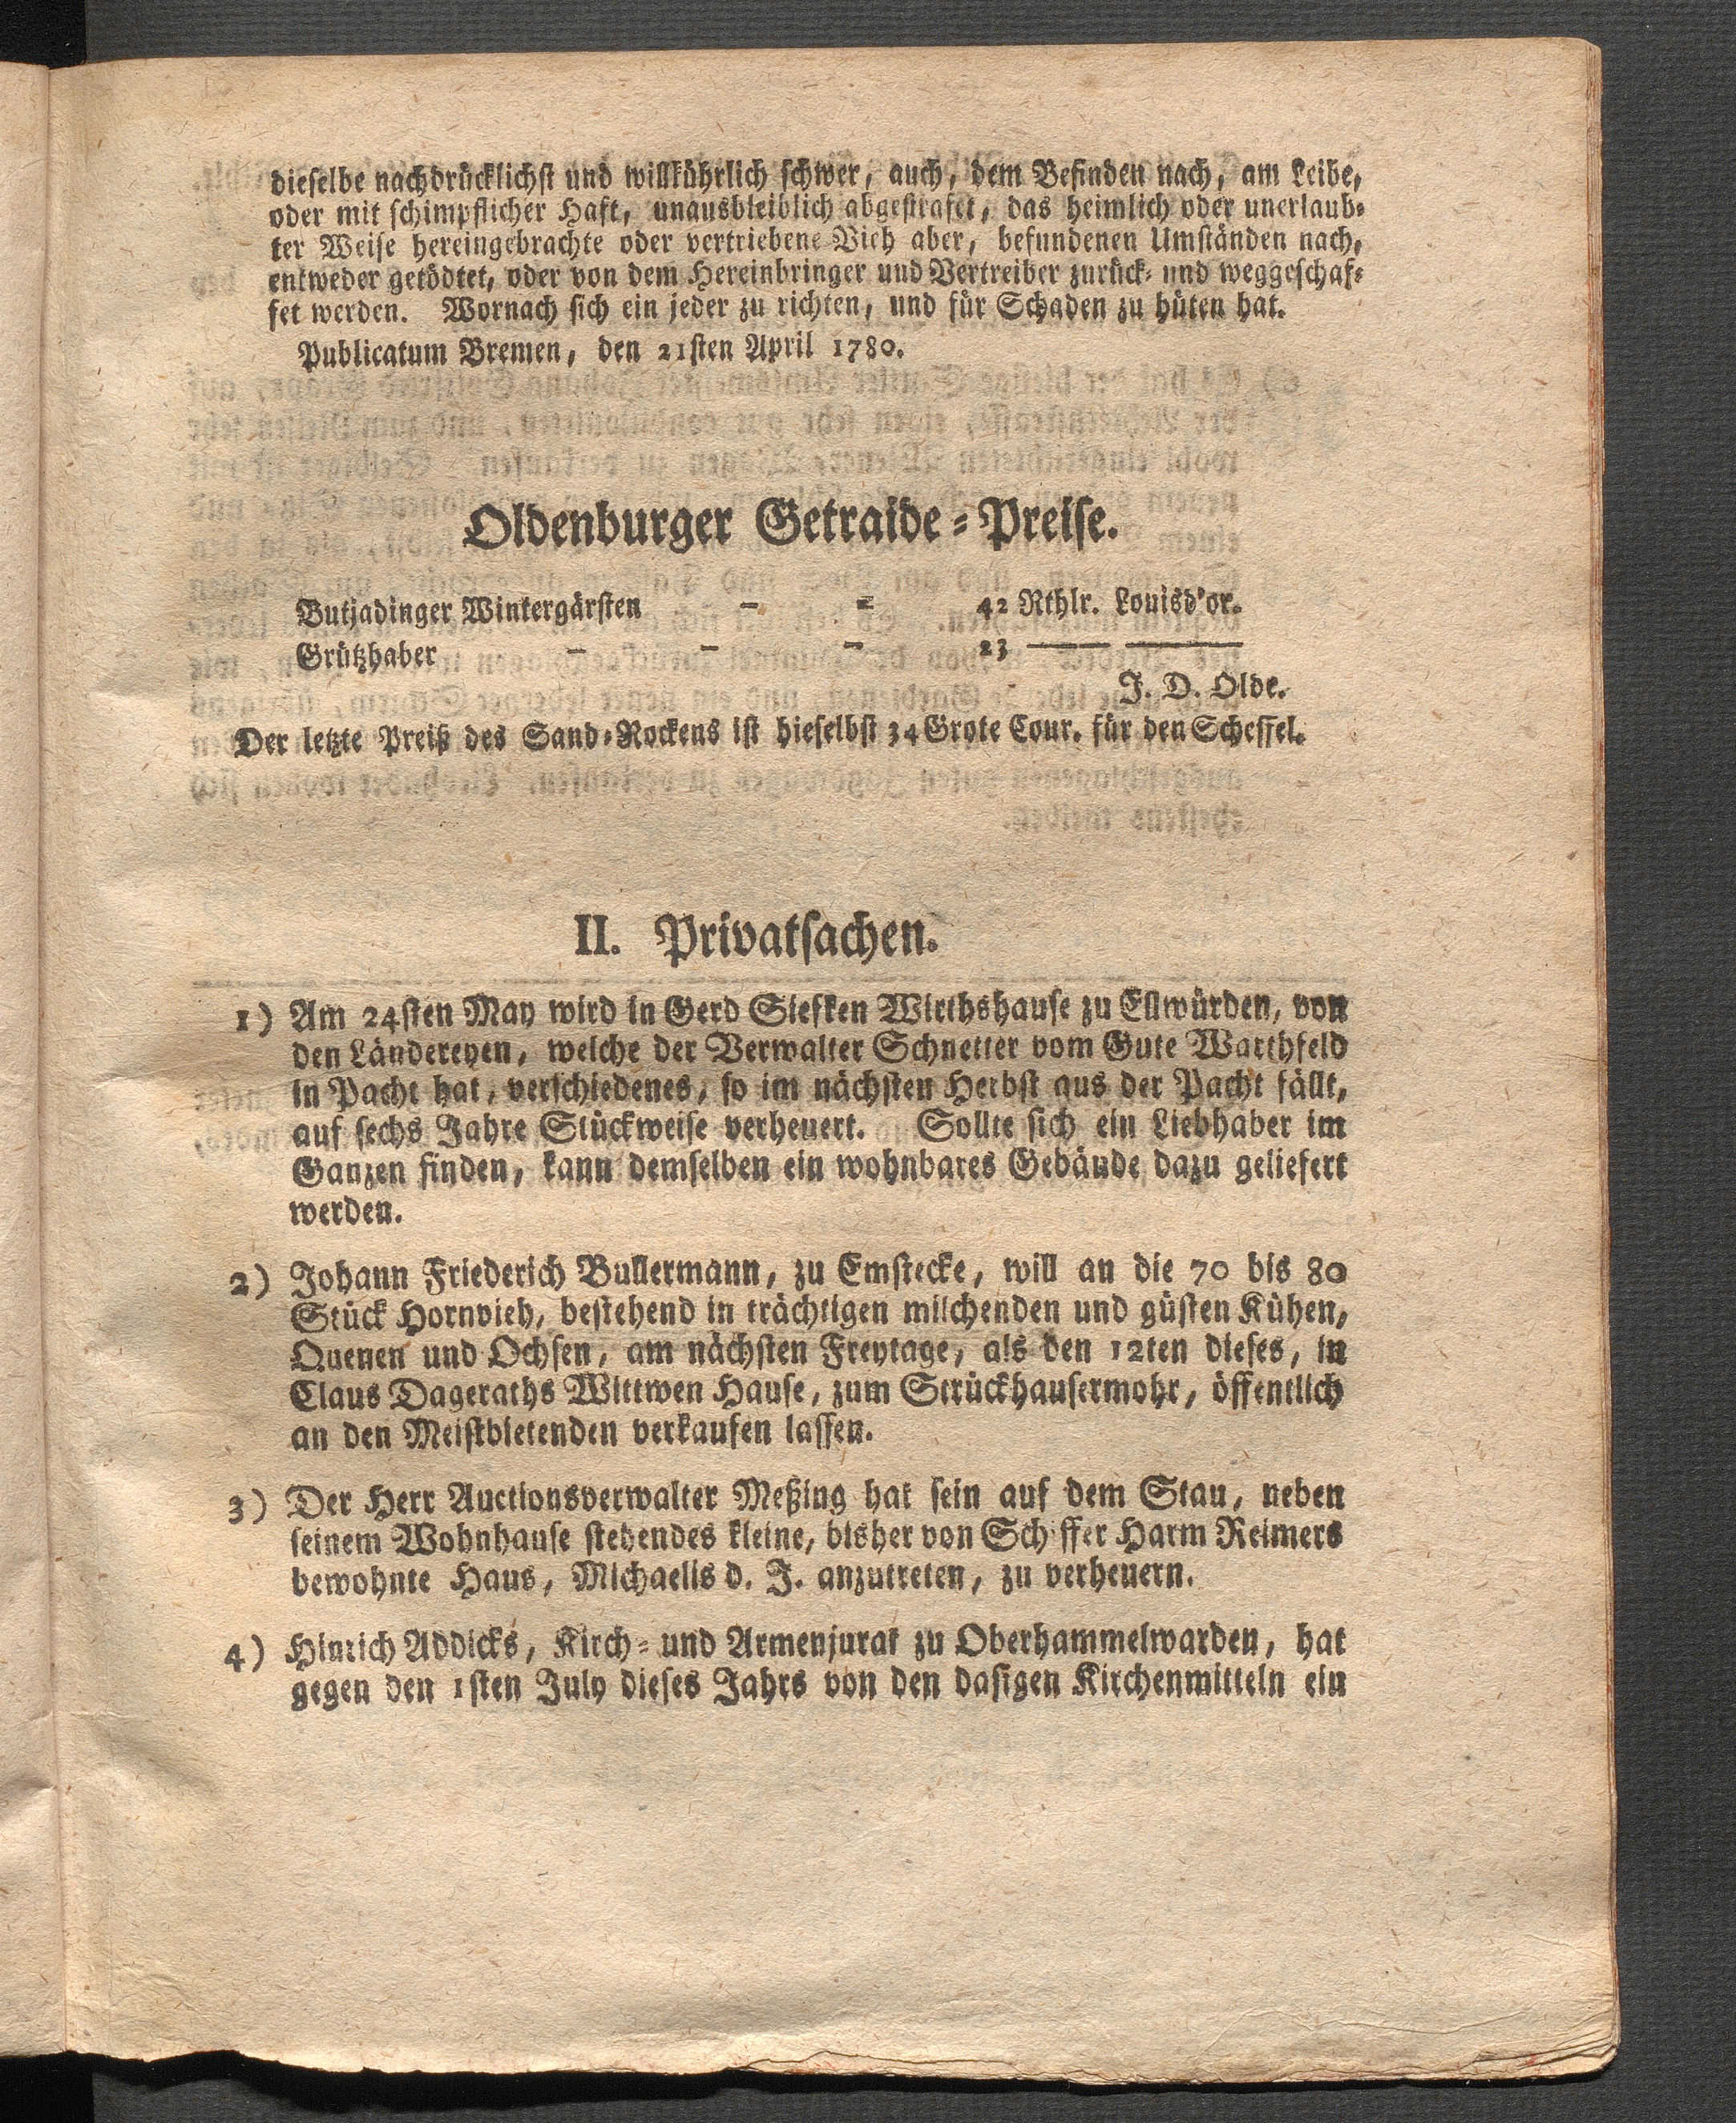 dieselbe nachdrücklichst und willkührlich schwer, auch, dem Befinden nach, am Leibe,
oder mit schimpflicher Haft, unausbleiblich abgestrafet, das heimlich oder unerlaub=
ter Weise hereingebrachte oder vertriebene Vieh aber, befundenen Umständen nach,
entweder getödtet, oder von dem Hereinbringer und Vertreiber zurück= und weggeschaf=
fet werden. Wornach sich ein jeder zu richten, und für Schaden zu hüten hat.
Publicatum Bremen, den 21sten April 1780.
Oldenburger Getraide=Preise.
Butjadinger Wintergärsten - = 42 Rthlr. Louisd'or.
Grützhaber - - - 23 — —
J. D. Olde.
Der letzte Preiß des Sand=Rockens ist hieselbst 34 Grote Cour. für den Scheffel.
II. Privatsachen.
1) Am 24sten May wird in Gerd Siefken Wirthshause zu Ellwürden, von
den Ländereyen, welche der Verwalter Schnetter vom Gute Warthfeld
in Pacht hat, verschiedenes, so im nächsten Herbst aus der Pacht fällt,
auf sechs Jahre Stückweise verheuert. Sollte sich ein Liebhaber im
Ganzen finden, kann demselben ein wohnbares Gebäude dazu geliefert
werden.
2) Johann Friederich Bullermann, zu Emstecke, will an die 70 bis 80
Stück Hornvieh, bestehend in trächtigen milchenden und güsten Kühen,
Quenen und Ochsen, am nächsten Freytage, als den 12ten dieses, in
Claus Dageraths Wittwen Hause, zum Strückhausermohr, öffentlich
an den Meistbietenden verkaufen lassen.
3) Der Herr Auctionsverwalter Meßing hat sein auf dem Stau, neben
seinem Wohnhause stehendes kleine, bisher von Schiffer Harm Reimers
bewohnte Haus, Michaelis d. J. anzutreten, zu verheuern.
4) Hinrich Addicks, Kirch= und Armenjurat zu Oberhammelwarden, hat
gegen den 1sten July dieses Jahrs von den dasigen Kirchenmitteln ein